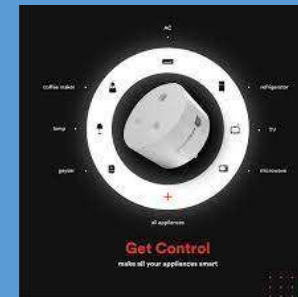 AC
coffee maker
refrigerator
lamp
TV
geyser
microwave
all appliances
Get Control
make all your appliances smart